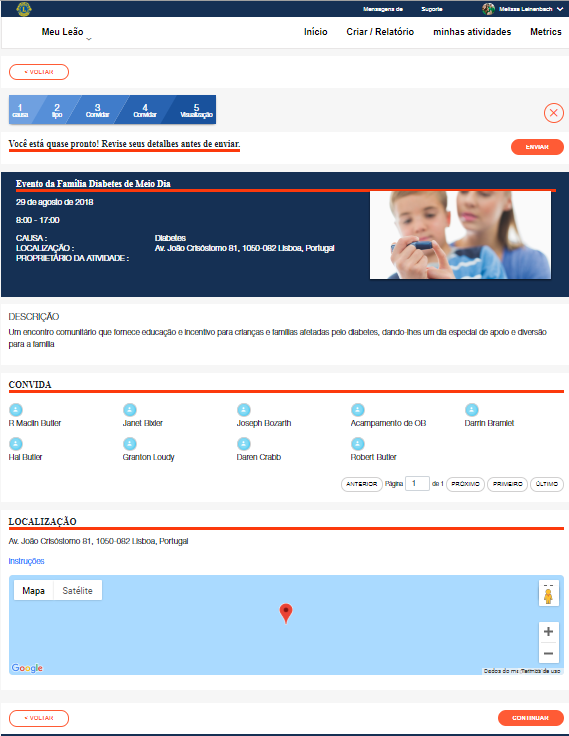 Mensagens de Suporte Melissa Leinenbach
Meu Leão Início Criar / Relatório minhas atividades Metrics
< VOLTAR
1 2 3 4 5
causa tipo Convidar Convidar Visualização
Você está quase pronto! Revise seus detalhes antes de enviar. ENVIAR
Evento da Família Diabetes de Meio Dia
29 de agosto de 2018
8:00 - 17:00
CAUSA : Diabetes
LOCALIZAÇÃO : Av. João Crisóstomo 81, 1050-082 Lisboa, Portugal
PROPRIETÁRIO DA ATIVIDADE :
DESCRIÇÃO
Um encontro comunitário que fornece educação e incentivo para crianças e famílias afetadas pelo diabetes, dando-lhes um dia especial de apoio e diversão
para a família
CONVIDA
R Maclin Butler Janet Bixler Joseph Bozarth Acampamento de OB Darrin Bramlet
Hal Butler Granton Loudy Daren Crabb Robert Butler
ANTERIOR Página 1 de 1 PRÓXIMO PRIMEIRO ÚLTIMO
LOCALIZAÇÃO
Av. João Crisóstomo 81, 1050-082 Lisboa, Portugal
Instruções
Mapa Satélite
+
−
Google Dados do ms Termos de uso
< VOLTAR CONTINUAR